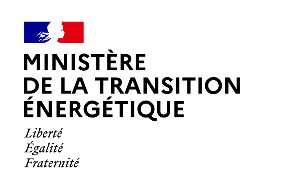 MINISTÈRE
DE LA TRANSITION
ÉNERGÉTIQUE
Liberté
Égalité
Fraternité